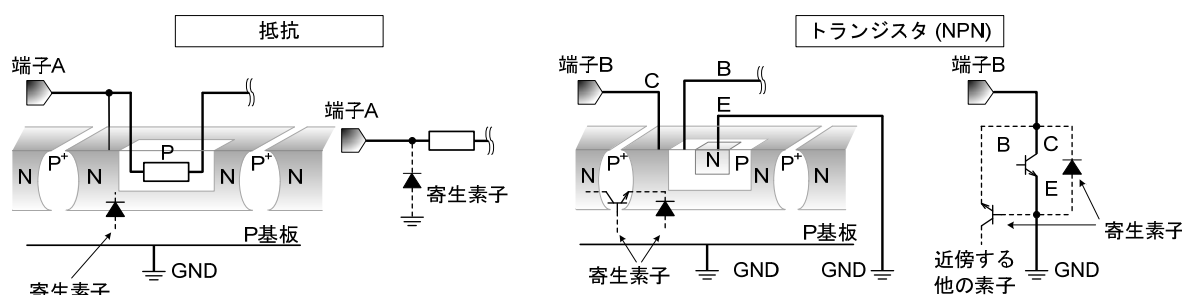 抵抗
トランジスタ (NPN)
端子A
端子A
N
P+
N
P
N
P+
N
寄生素子
P基板
GND
寄生素子
端子B
C
B
E
N
P+
N
P
N
P+
N
P基板
寄生素子
GND
GND
端子B
B
C
E
寄生素子
近傍する
他の素子
GND